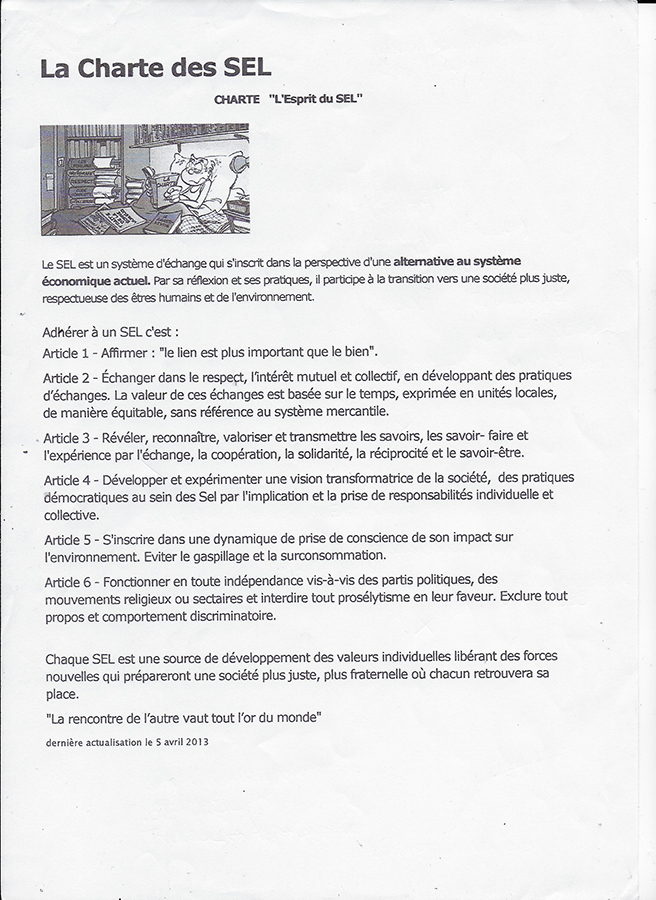 La Charte des SEL
CHARTE "L'Esprit du SEL"
Le SEL est un système d'échange qui s'inscrit dans la perspective d'une alternative au système
économique actuel. Par sa réflexion et ses pratiques, il participe à la transition vers une société plus juste,
respectueuse des êtres humains et de l'environnement.
Adhérer à un SEL c'est :
Article 1 - Affirmer : "le lien est plus important que le bien".
Article 2 - Échanger dans le respect, l'intérêt mutuel et collectif, en développant des pratiques
d'échanges. La valeur de ces échanges est basée sur le temps, exprimée en unités locales,
de manière équitable, sans référence au système mercantile.
Article 3 - Révéler, reconnaître, valoriser et transmettre les savoirs, les savoir- faire et
l'expérience par l'échange, la coopération, la solidarité, la réciprocité et le savoir-être.
Article 4 - Développer et expérimenter une vision transformatrice de la société, des pratiques
démocratiques au sein des Sel par l'implication et la prise de responsabilités individuelle et
collective.
Article 5 - S'inscrire dans une dynamique de prise de conscience de son impact sur
l'environnement. Eviter le gaspillage et la surconsommation.
Article 6 - Fonctionner en toute indépendance vis-à-vis des partis politiques, des
mouvements religieux ou sectaires et interdire tout prosélytisme en leur faveur. Exclure tout
propos et comportement discriminatoire.
Chaque SEL est une source de développement des valeurs individuelles libérant des forces
nouvelles qui prépareront une société plus juste, plus fraternelle où chacun retrouvera sa
place.
"La rencontre de l'autre vaut tout l'or du monde"
dernière actualisation le 5 avril 2013